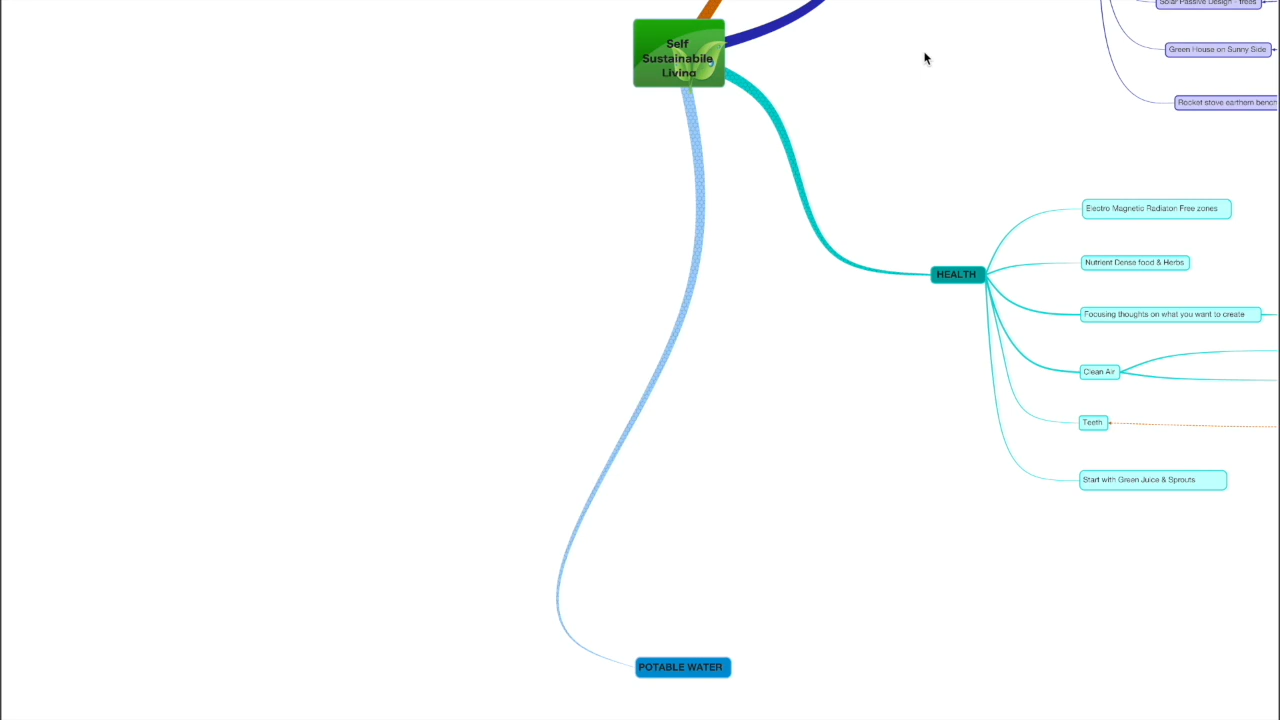 Solar Passive Design - trees
Self
Sustainabile
Living
Green House on Sunny Side
Rocket stove earthern bench
Electro Magnetic Radiaton Free zones
Nutrient Dense food & Herbs
HEALTH
Focusing thoughts on what you want to create
Clean Air
Teeth
Start with Green Juice & Sprouts
POTABLE WATER